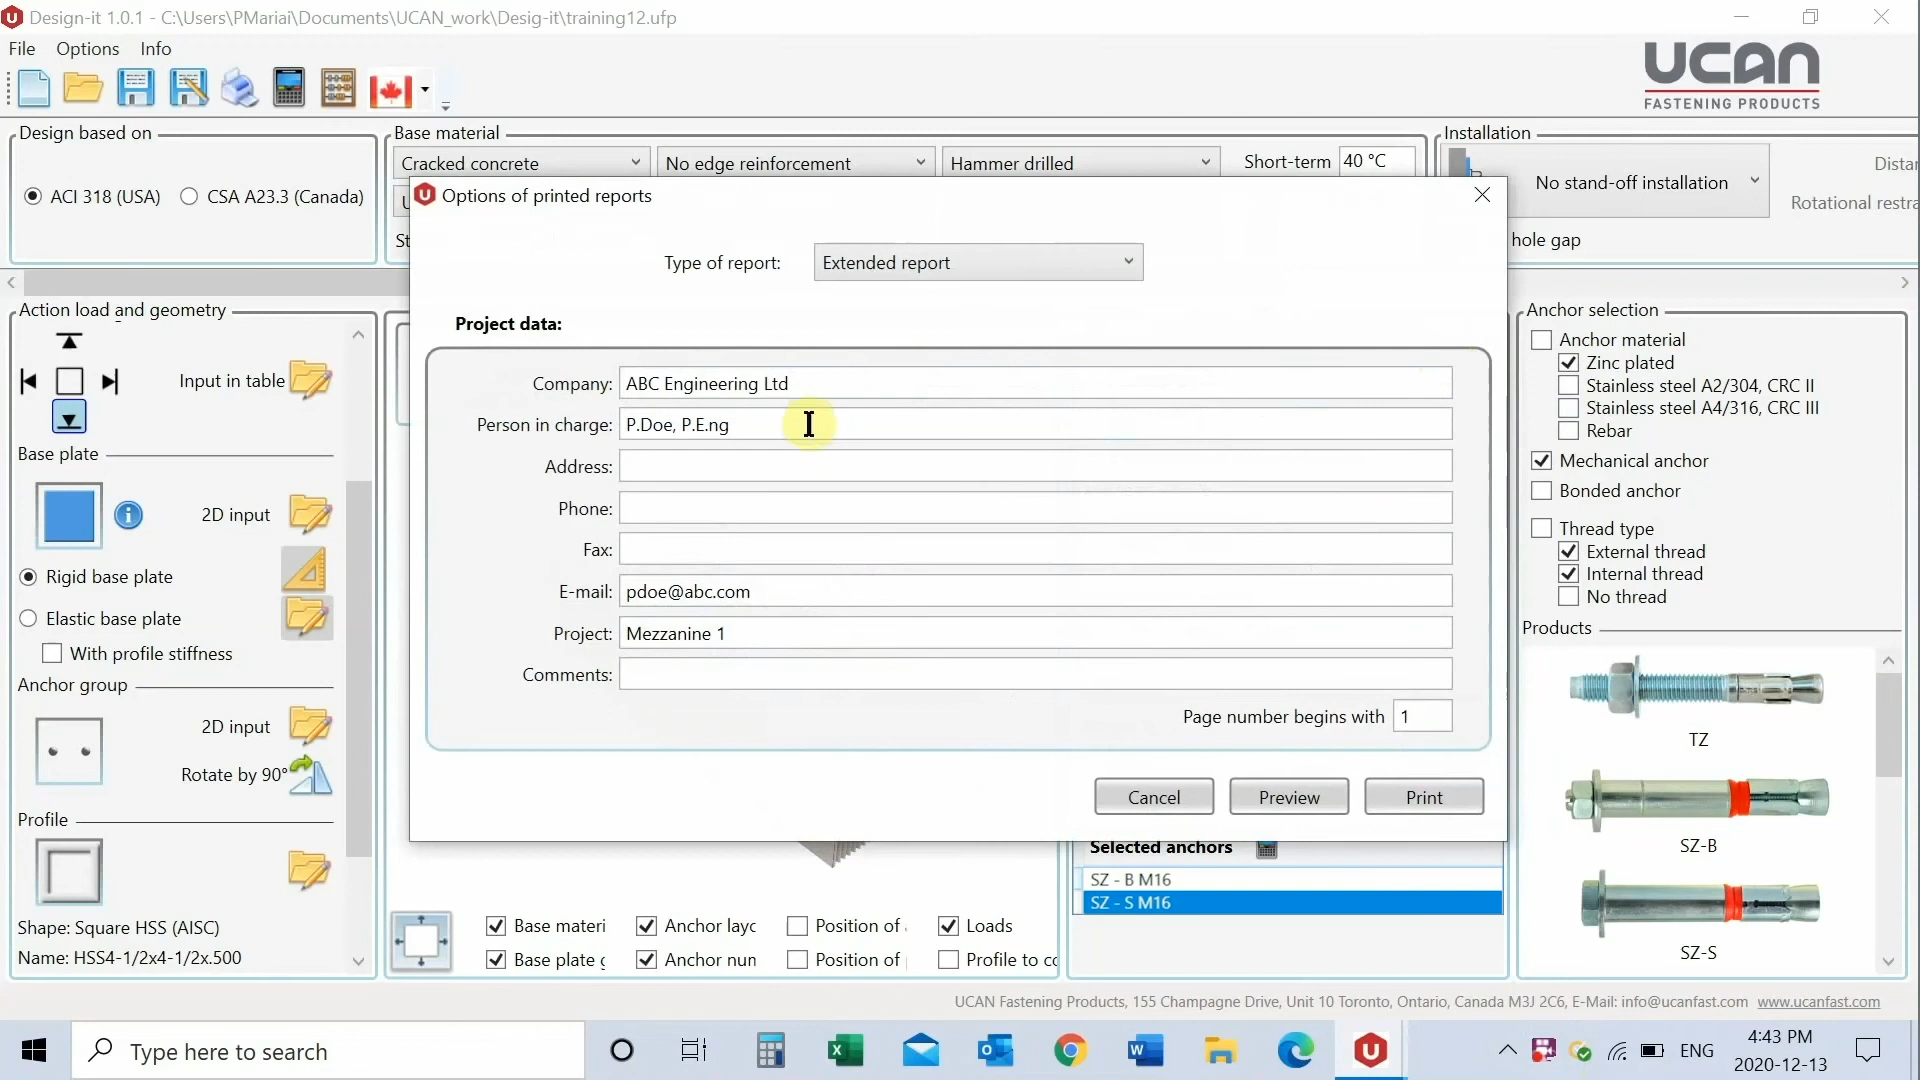 Design-it 1.0.1 - C:\Users\PMariai\Documents\UCAN_work\Desig-it\training12.ufp
File Options Info
UCAN
FASTENING PRODUCTS
Design based on
ACI 318 (USA) CSA A23.3 (Canada)
Base material
Cracked concrete No edge reinforcement Hammer drilled Short-term 40 °C
Installation
No stand-off installation
Distar
Rotational restra
hole gap
Options of printed reports
Type of report: Extended report
Project data:
Company: ABC Engineering Ltd
Person in charge: P.Doe, P.E.ng
Address:
Phone:
Fax:
E-mail: pdoe@abc.com
Project: Mezzanine 1
Comments:
Page number begins with 1
Cancel Preview Print
Action load and geometry
Input in table
Base plate
2D input
Rigid base plate
Elastic base plate
With profile stiffness
Anchor group
2D input
Rotate by 90°
Profile
Shape: Square HSS (AISC)
Name: HSS4-1/2x4-1/2x.500
Base materi Anchor layc Position of Loads
Base plate Anchor nun Position of Profile to cc
Selected anchors
SZ - B M16
SZ - S M16
Anchor selection
Anchor material
Zinc plated
Stainless steel A2/304, CRC II
Stainless steel A4/316, CRC III
Rebar
Mechanical anchor
Bonded anchor
Thread type
External thread
Internal thread
No thread
Products
TZ
SZ-B
SZ-S
UCAN Fastening Products, 155 Champagne Drive, Unit 10 Toronto, Ontario, Canada M3J 2C6, E-Mail: info@ucanfast.com www.ucanfast.com
Type here to search
ENG
4:43 PM
2020-12-13